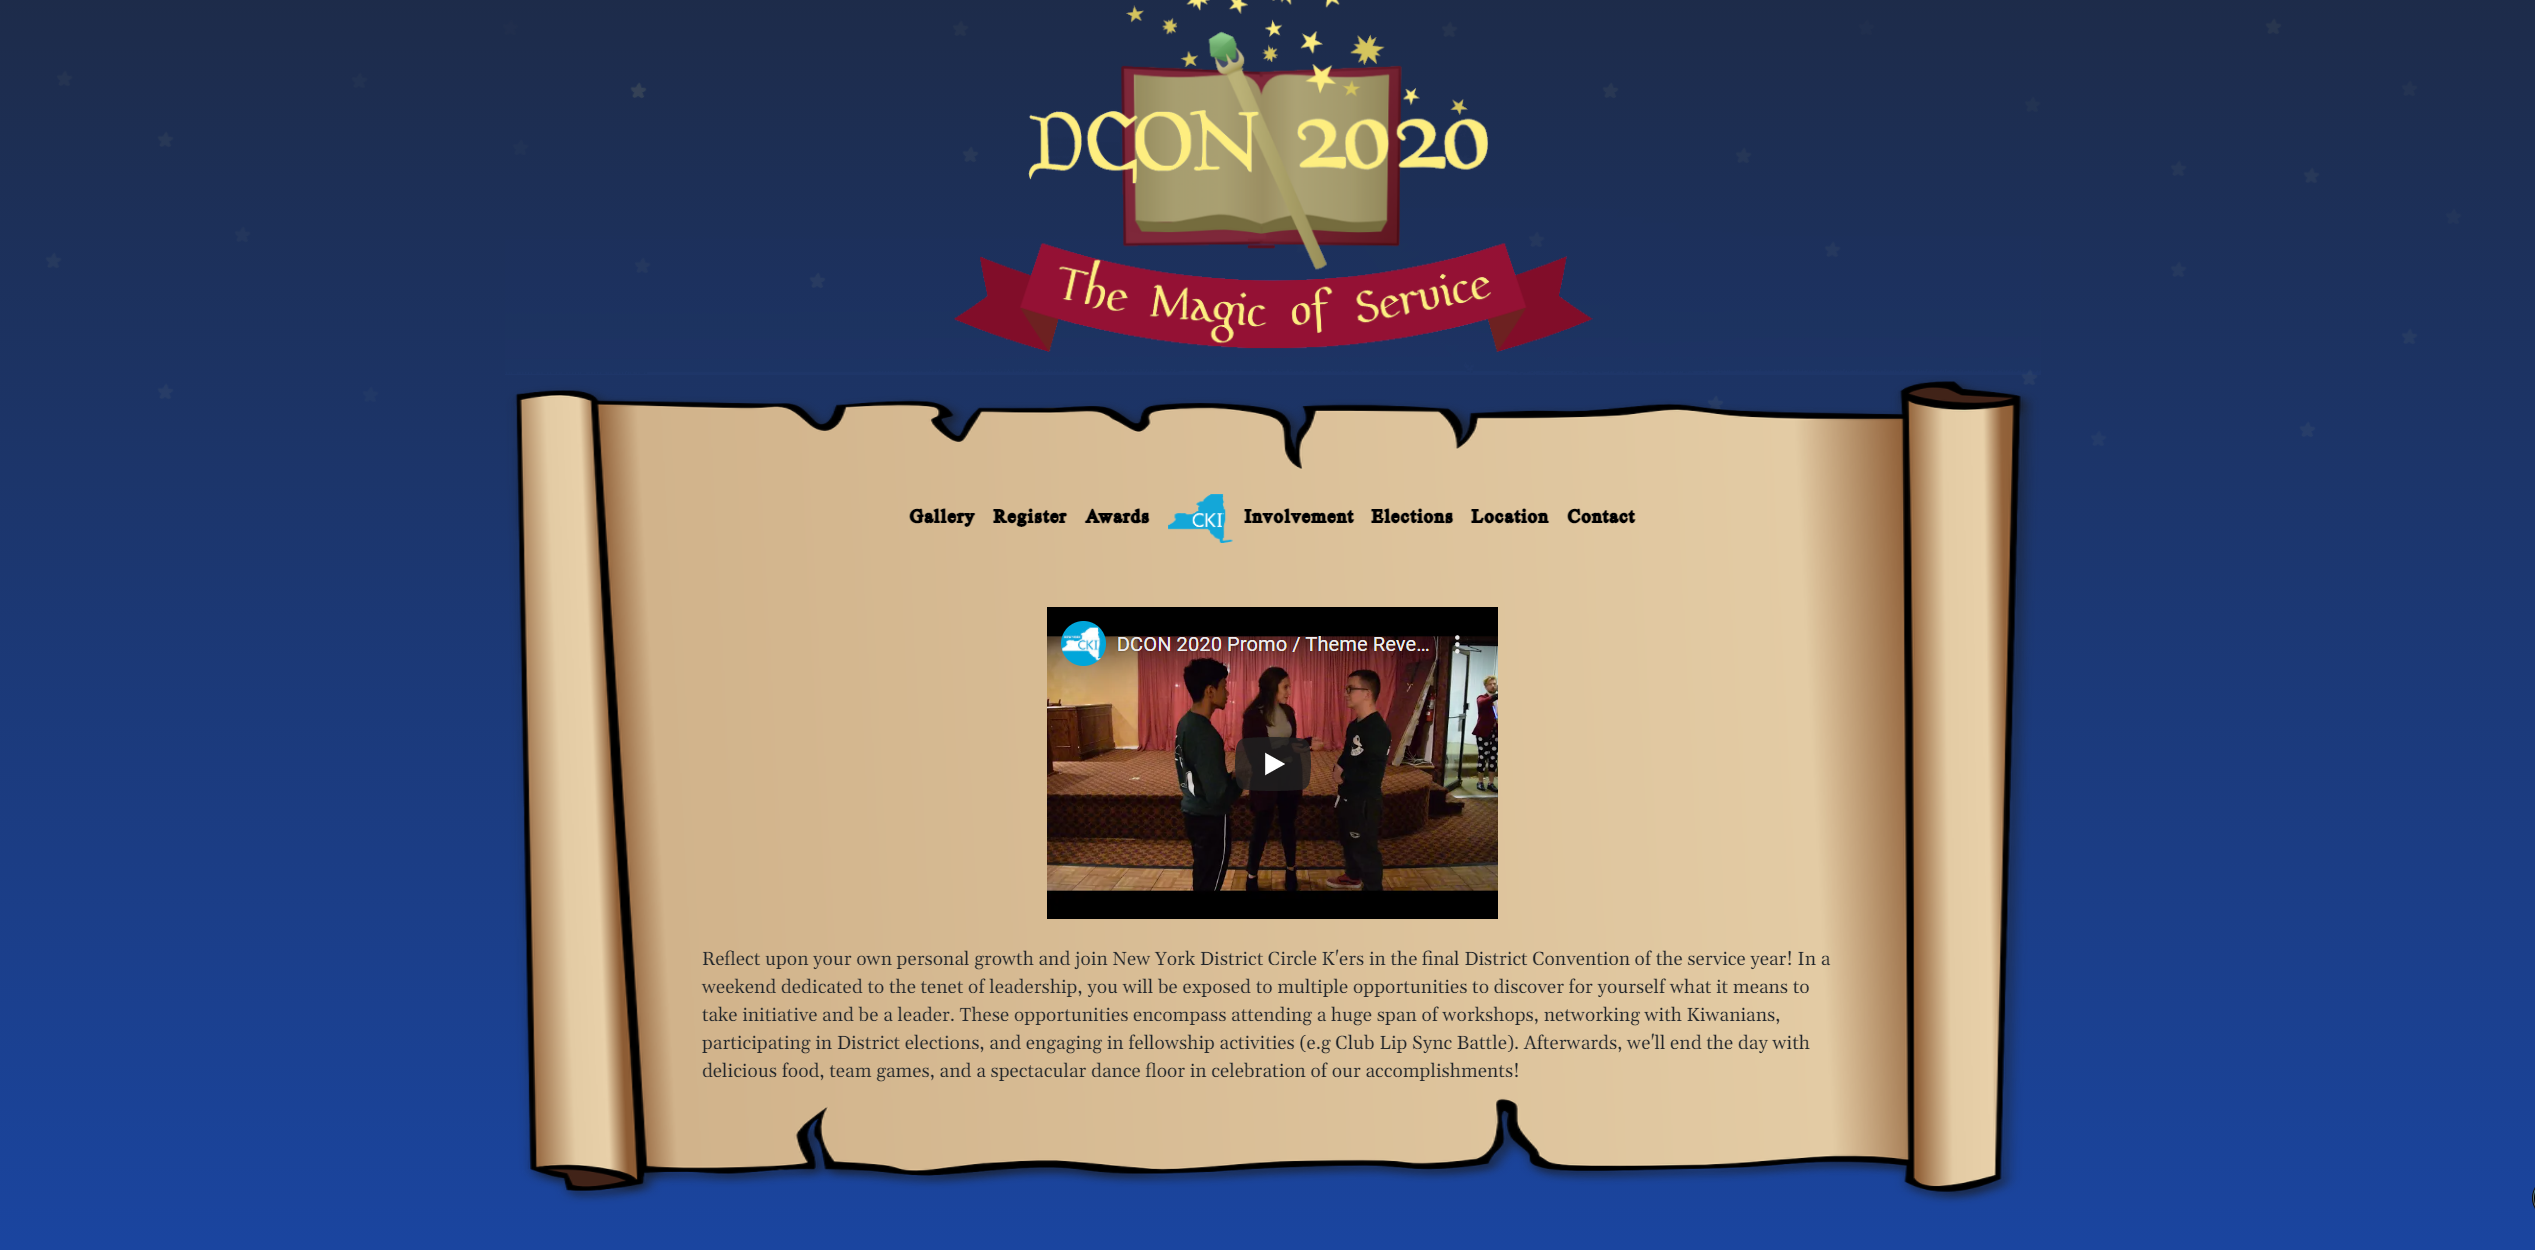 DCON 2020
The Magic of Service
Gallery Register Awards CKI Involvement Elections Location Contact
CKI DCON 2020 Promo / Theme Reve...
Reflect upon your own personal growth and join New York District Circle K'ers in the final District Convention of the service year! In a
weekend dedicated to the tenet of leadership, you will be exposed to multiple opportunities to discover for yourself what it means to
take initiative and be a leader. These opportunities encompass attending a huge span of workshops, networking with Kiwanians,
participating in District elections, and engaging in fellowship activities (e.g Club Lip Sync Battle). Afterwards, we'll end the day with
delicious food, team games, and a spectacular dance floor in celebration of our accomplishments!